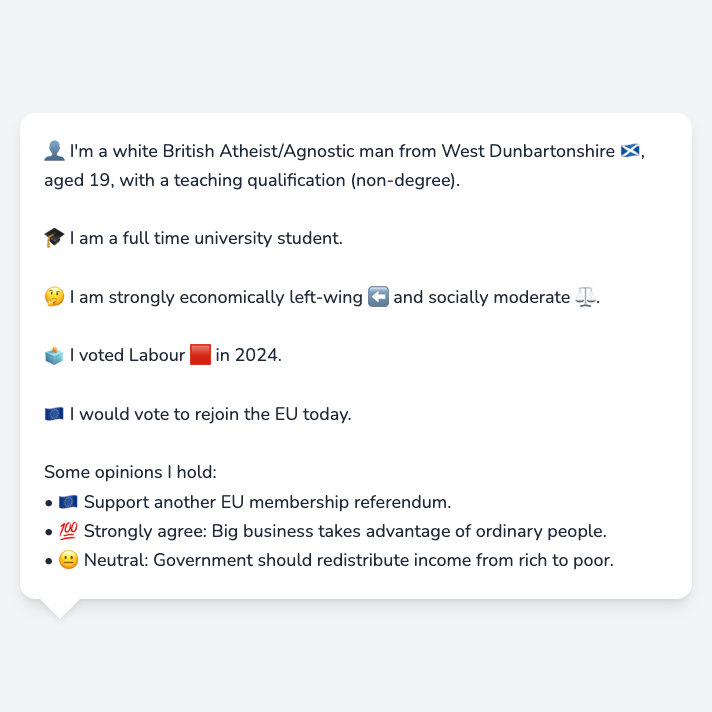 👤 I'm a white British Atheist/Agnostic man from West Dunbartonshire 🏴󠁧󠁢󠁳󠁣󠁴󠁿,
aged 19, with a teaching qualification (non-degree).
🎓 I am a full time university student.
🤔 I am strongly economically left-wing ⬅️ and socially moderate ⚖️.
🗳️ I voted Labour 🟥 in 2024.
🇪🇺 I would vote to rejoin the EU today.
Some opinions I hold:
• 🇪🇺 Support another EU membership referendum.
• 💯 Strongly agree: Big business takes advantage of ordinary people.
• 😐 Neutral: Government should redistribute income from rich to poor.